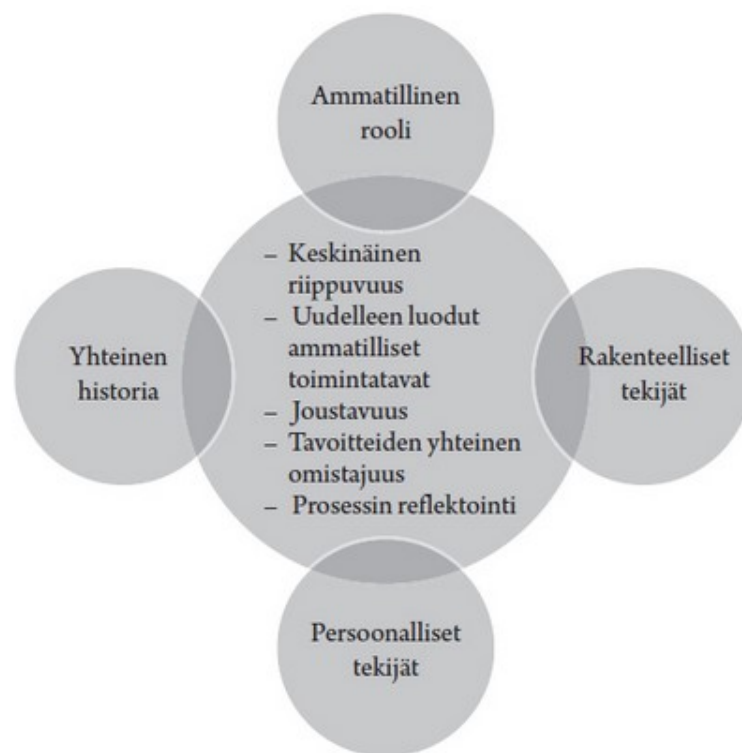 Ammatillinen
rooli
– Keskinäinen
riippuvuus
– Uudelleen luodut
ammatilliset
toimintatavat
– Joustavuus
– Tavoitteiden yhteinen
omistajuus
– Prosessin reflektointi
Yhteinen
historia
Rakenteelliset
tekijät
Persoonalliset
tekijät